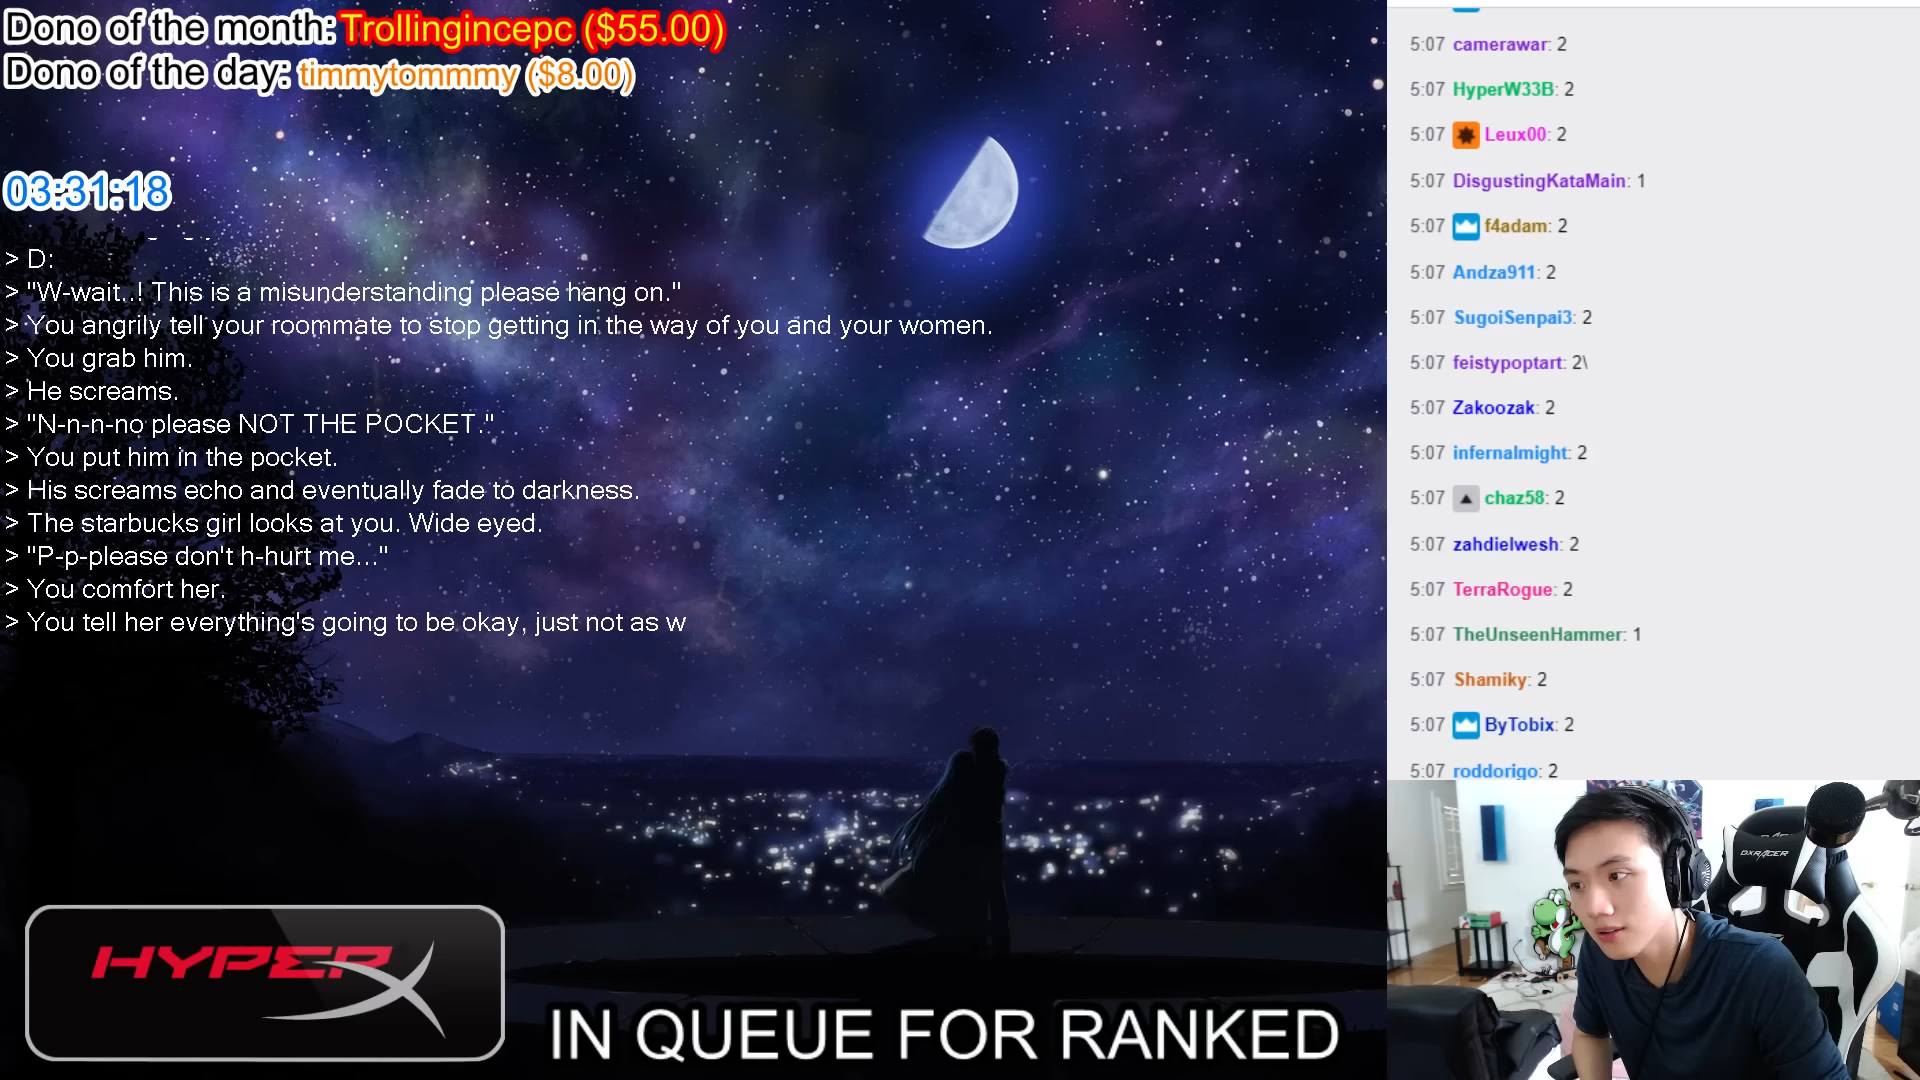 Dono of the month: Trollingincepc ($55.00)
Dono of the day: timmytommmy ($8.00)
03:31:18
> D:
> "W-wait..! This is a misunderstanding please hang on."
> You angrily tell your roommate to stop getting in the way of you and your women.
> You grab him.
> He screams.
> "N-n-n-no please NOT THE POCKET."
> You put him in the pocket.
> His screams echo and eventually fade to darkness.
> The starbucks girl looks at you. Wide eyed.
> "P-p-please don't h-hurt me..."
> You comfort her.
> You tell her everything's going to be okay, just not as w
HYPERX
IN QUEUE FOR RANKED
5:07 camerawar: 2
5:07 HyperW33B: 2
5:07 Leux00: 2
5:07 DisgustingKataMain: 1
5:07 f4adam: 2
5:07 Andza911: 2
5:07 SugoiSenpai3: 2
5:07 feistypoptart: 2\
5:07 Zakoozak: 2
5:07 infernalmight: 2
5:07 chaz58: 2
5:07 zahdielwesh: 2
5:07 TerraRogue: 2
5:07 TheUnseenHammer: 1
5:07 Shamiky: 2
5:07 ByTobix: 2
5:07 roddorigo: 2
DXRACER